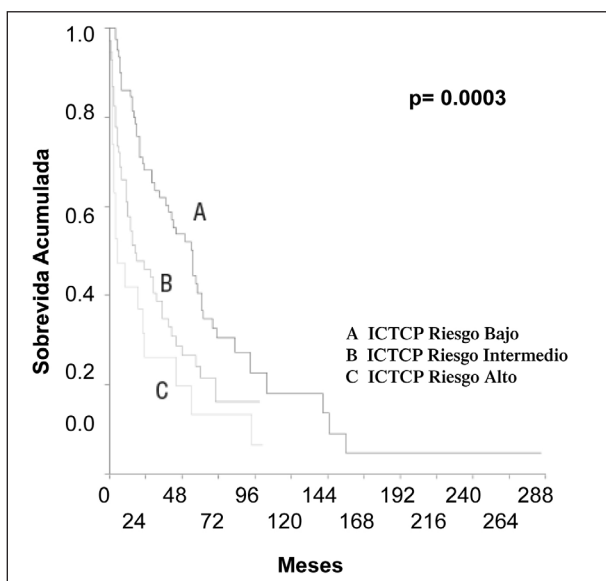 1.0
p= 0.0003
0.8
A
0.6
B
0.4
A ICTCP Riesgo Bajo
B ICTCP Riesgo Intermedio
C ICTCP Riesgo Alto
C
0.2
0.0
Sobrevida Acumulada
0 48 96 144 192 240 288
24 72 120 168 216 264
Meses